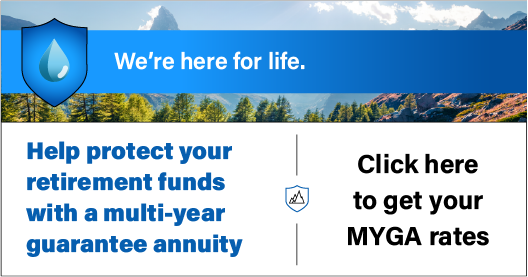 We're here for life.
Help protect your
retirement funds
with a multi-year
guarantee annuity
Click here
to get your
MYGA rates